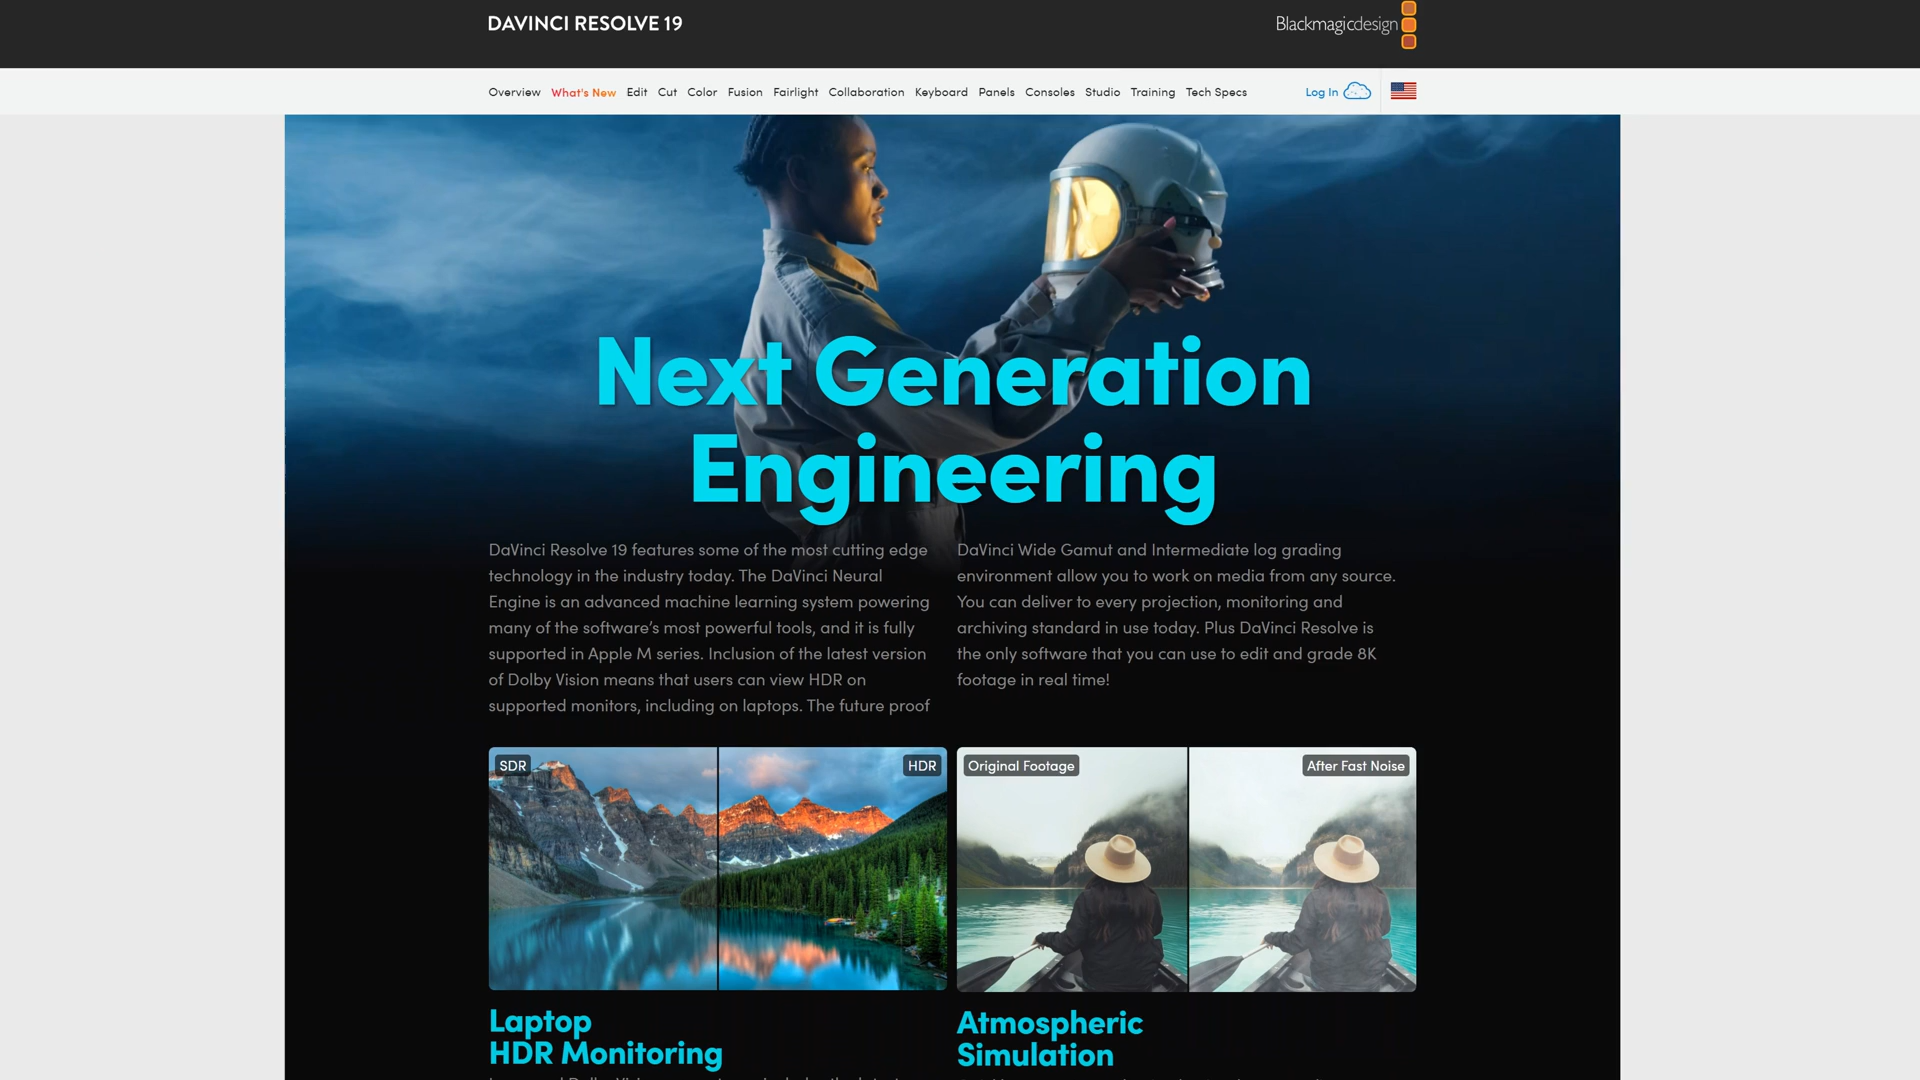 DAVINCI RESOLVE 19
Blackmagicdesign
Overview What's New Edit Cut Color Fusion Fairlight Collaboration Keyboard Panels Consoles Studio Training Tech Specs Log In
Next Generation
Engineering
DaVinci Resolve 19 features some of the most cutting edge
technology in the industry today. The DaVinci Neural
Engine is an advanced machine learning system powering
many of the software’s most powerful tools, and it is fully
supported in Apple M series. Inclusion of the latest version
of Dolby Vision means that users can view HDR on
supported monitors, including on laptops. The future proof
DaVinci Wide Gamut and Intermediate log grading
environment allow you to work on media from any source.
You can deliver to every projection, monitoring and
archiving standard in use today. Plus DaVinci Resolve is
the only software that you can use to edit and grade 8K
footage in real time!
SDR
HDR
Original Footage
After Fast Noise
Laptop
HDR Monitoring
Atmospheric
Simulation